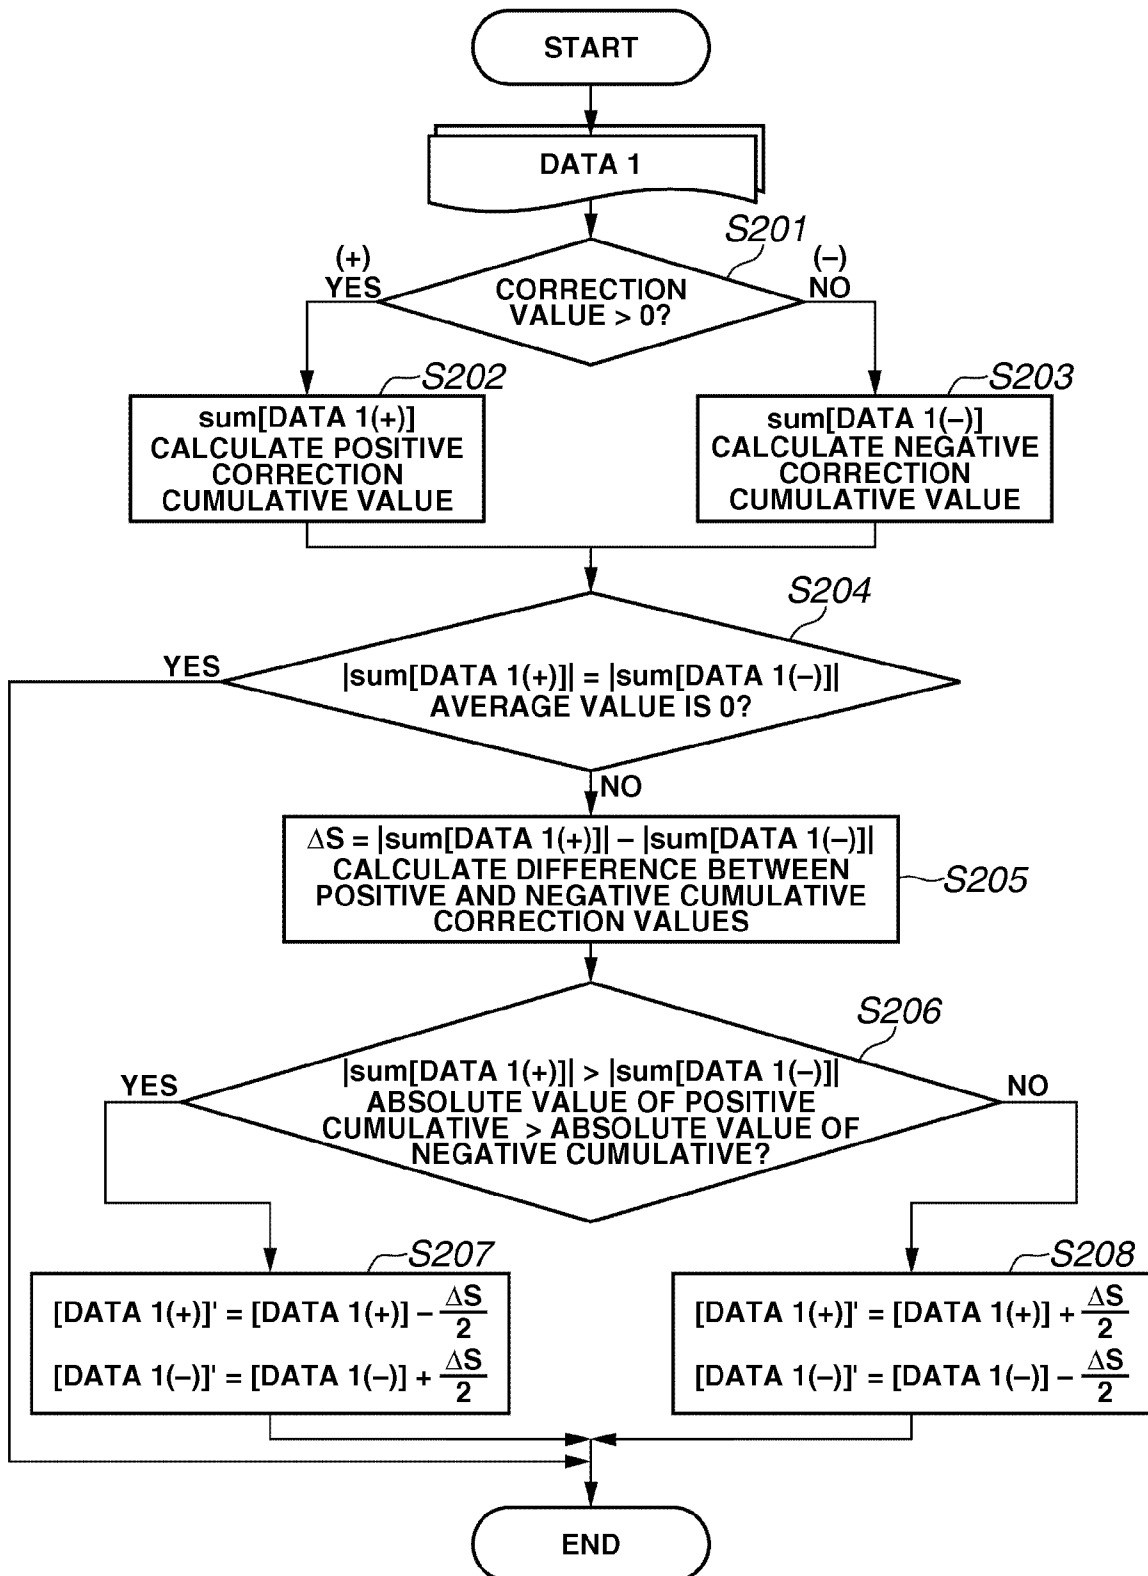 START
DATA 1
S201
(+)
YES
(–)
NO
CORRECTION
VALUE > 0?
S202
sum[DATA 1(+)]
CALCULATE POSITIVE
CORRECTION
CUMULATIVE VALUE
S203
sum[DATA 1(–)]
CALCULATE NEGATIVE
CORRECTION
CUMULATIVE VALUE
S204
YES
|sum[DATA 1(+)]| = |sum[DATA 1(–)]|
AVERAGE VALUE IS 0?
NO
ΔS = |sum[DATA 1(+)]| – |sum[DATA 1(–)]|
CALCULATE DIFFERENCE BETWEEN
POSITIVE AND NEGATIVE CUMULATIVE
CORRECTION VALUES
S205
S206
YES
|sum[DATA 1(+)]| > |sum[DATA 1(–)]|
ABSOLUTE VALUE OF POSITIVE
CUMULATIVE > ABSOLUTE VALUE OF
NEGATIVE CUMULATIVE?
NO
S207
[DATA 1(+)]' = [DATA 1(+)] – ΔS/2
[DATA 1(–)]' = [DATA 1(–)] + ΔS/2
S208
[DATA 1(+)]' = [DATA 1(+)] + ΔS/2
[DATA 1(–)]' = [DATA 1(–)] – ΔS/2
END